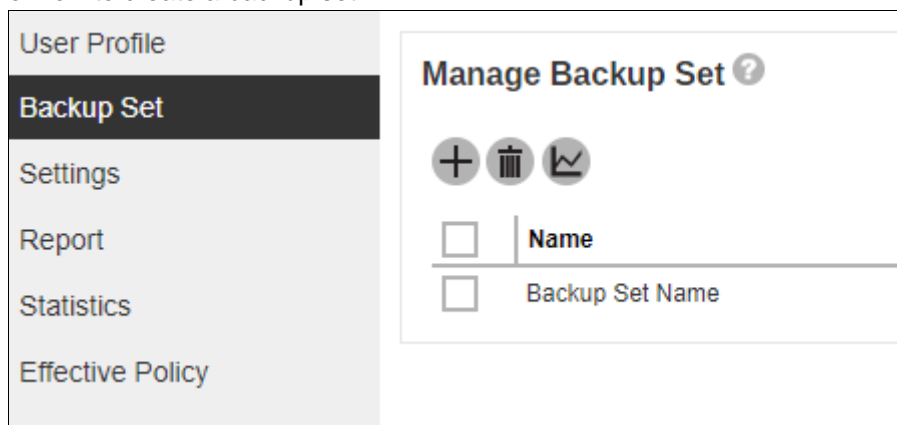 User Profile
Backup Set
Settings
Report
Statistics
Effective Policy
Manage Backup Set ?
Name
Backup Set Name